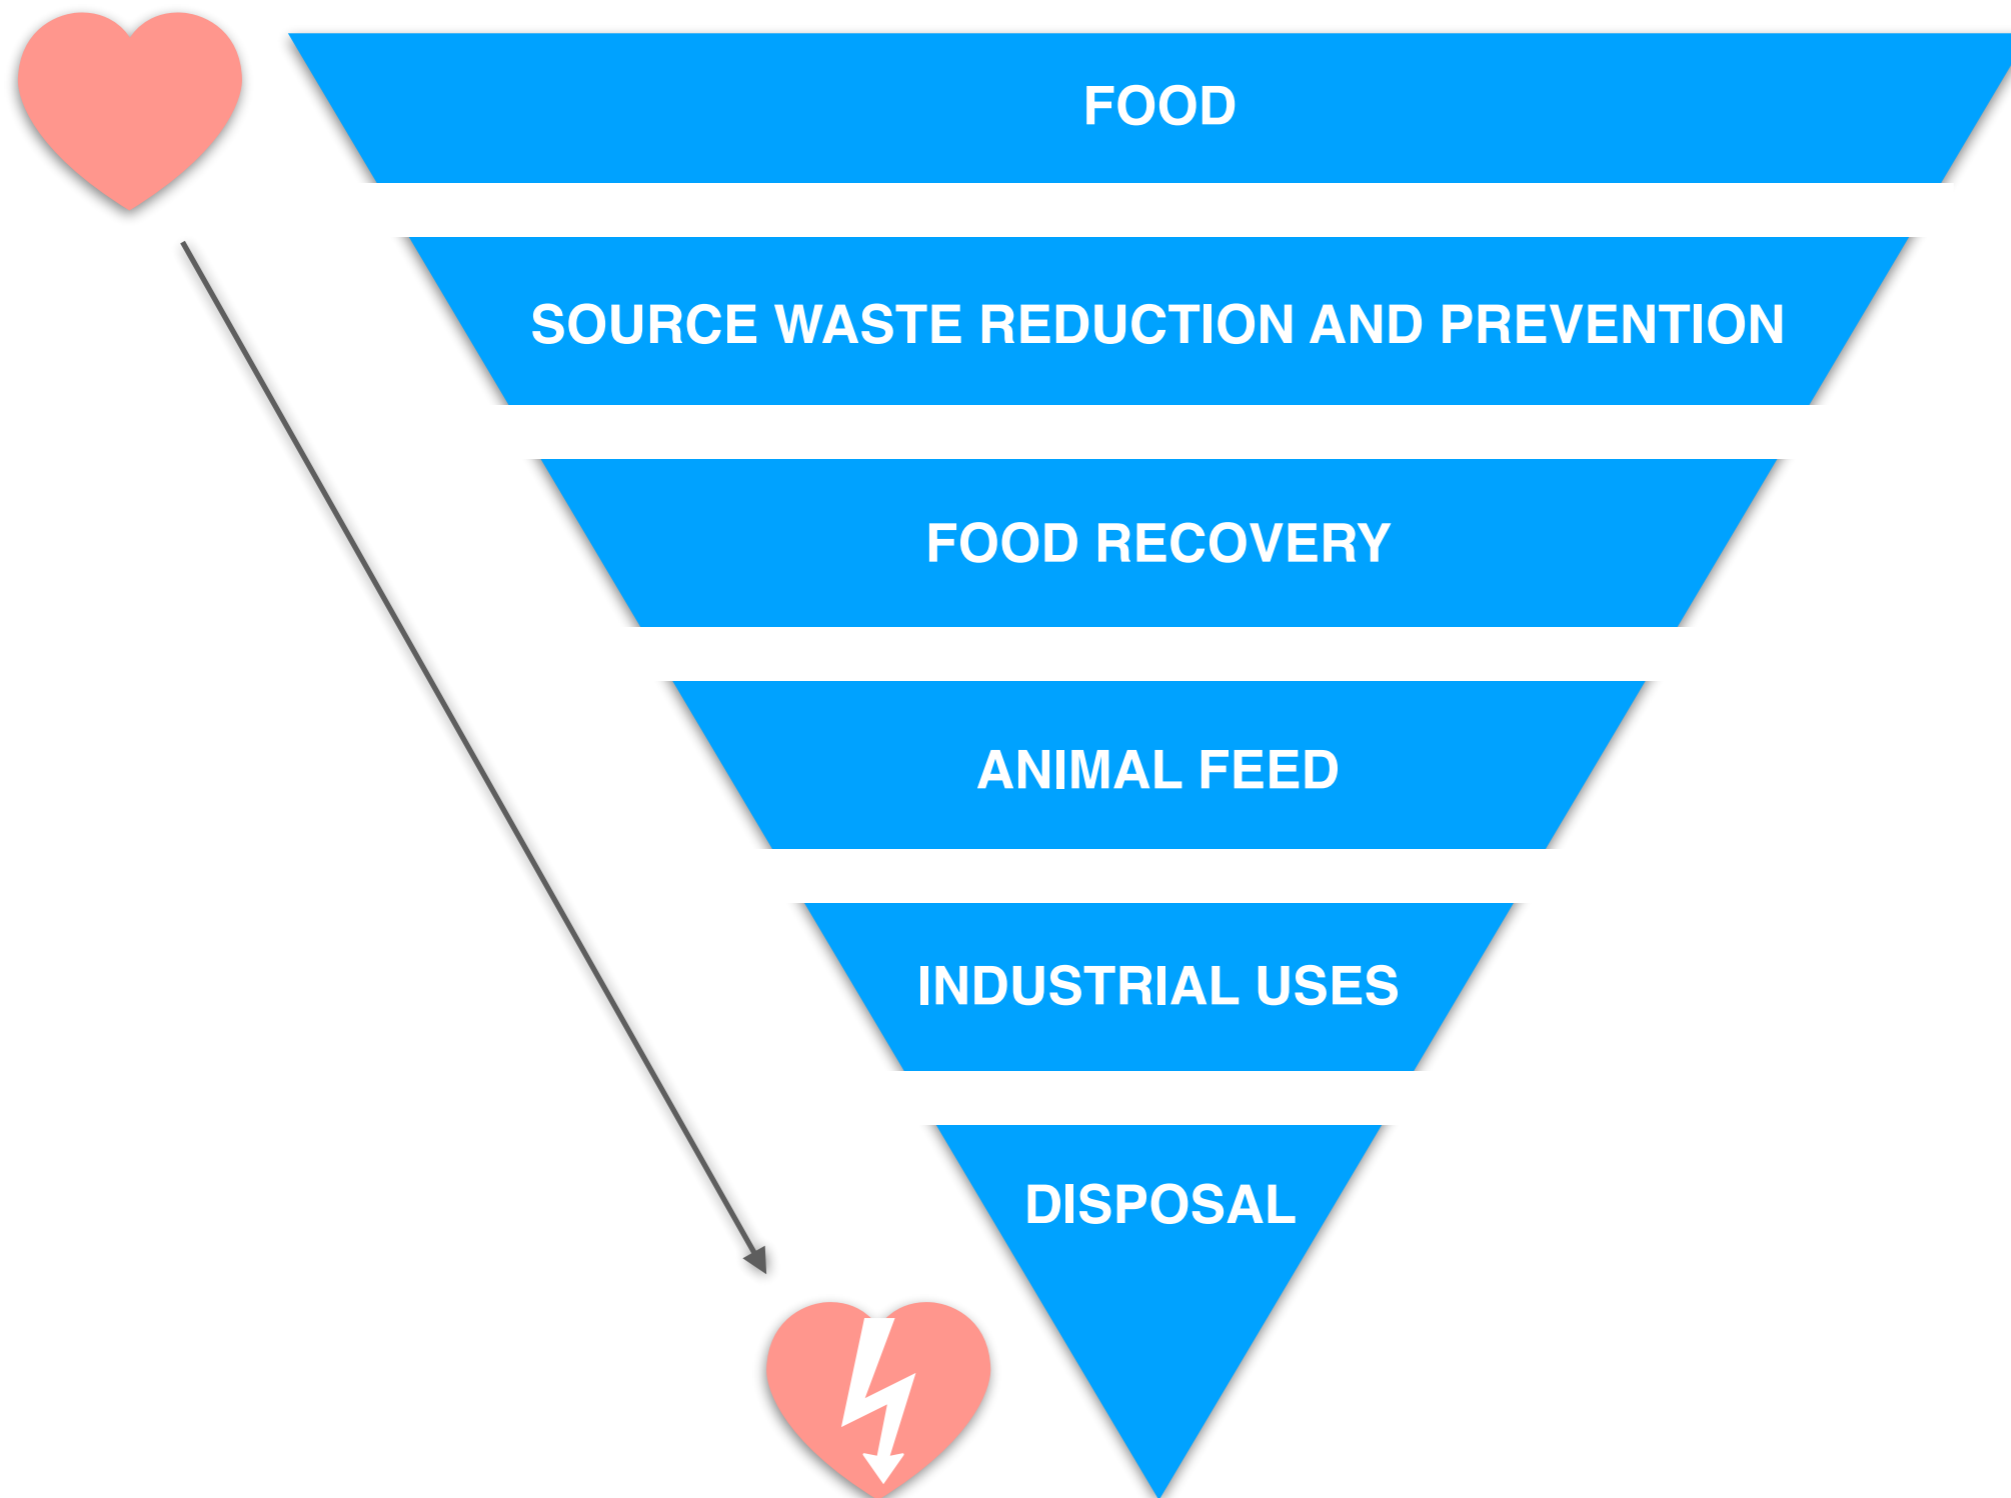 FOOD
SOURCE WASTE REDUCTION AND PREVENTION
FOOD RECOVERY
ANIMAL FEED
INDUSTRIAL USES
DISPOSAL